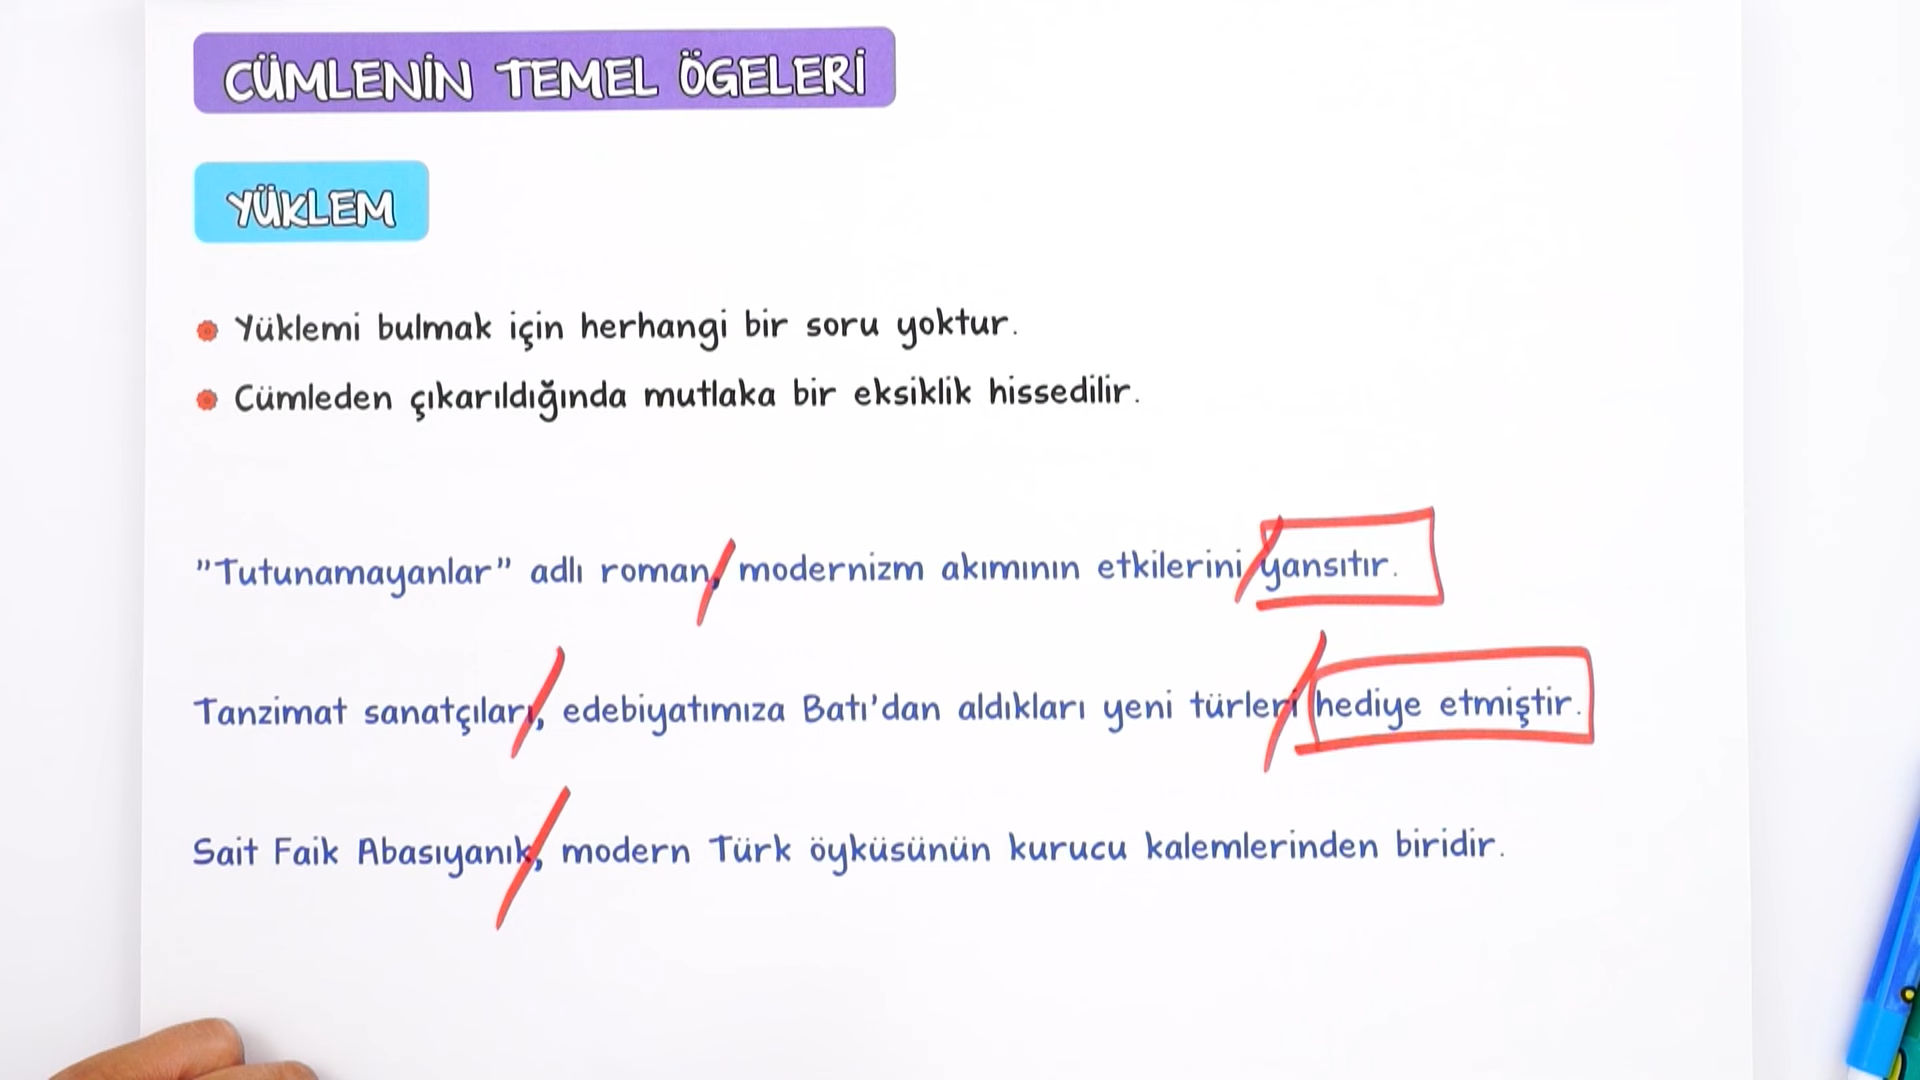 CÜMLENİN TEMEL ÖGELERİ
YÜKLEM
Yüklemi bulmak için herhangi bir soru yoktur.
Cümleden çıkarıldığında mutlaka bir eksiklik hissedilir.
"Tutunamayanlar" adlı roman, modernizm akımının etkilerini yansıtır.
Tanzimat sanatçıları, edebiyatımıza Batı'dan aldıkları yeni türleri hediye etmiştir.
Sait Faik Abasıyanık, modern Türk öyküsünün kurucu kalemlerinden biridir.